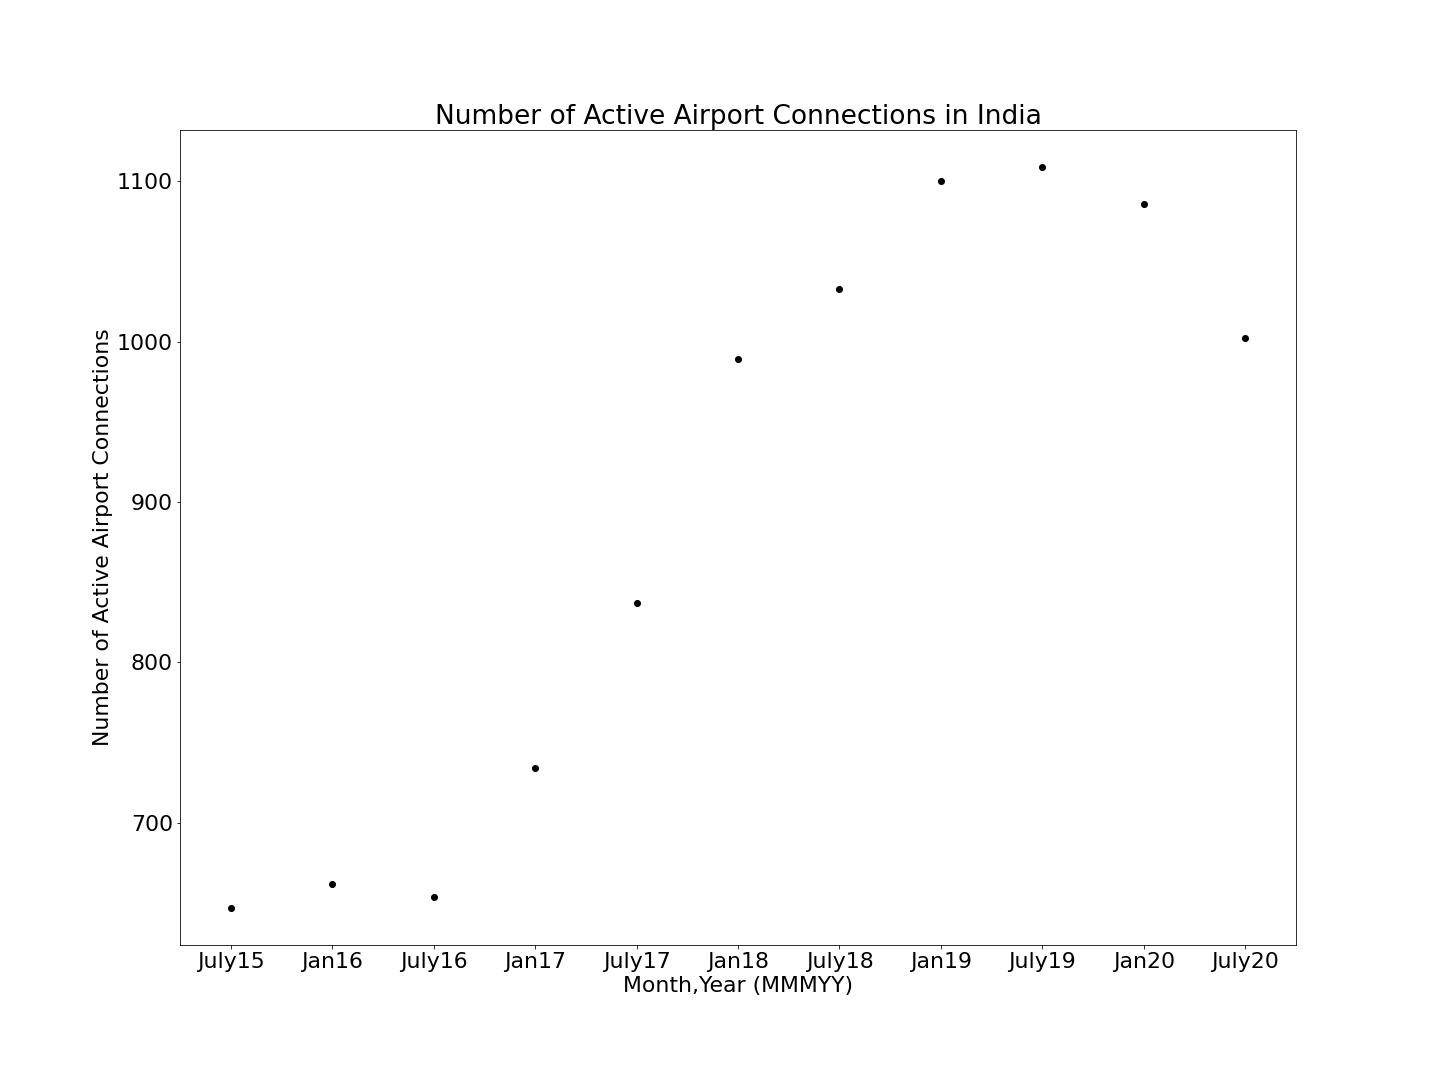 Number of Active Airport Connections in India
Number of Active Airport Connections
1100
1000
900
800
700
July15 Jan16 July16 Jan17 July17 Jan18 July18 Jan19 July19 Jan20 July20
Month,Year (MMMYY)